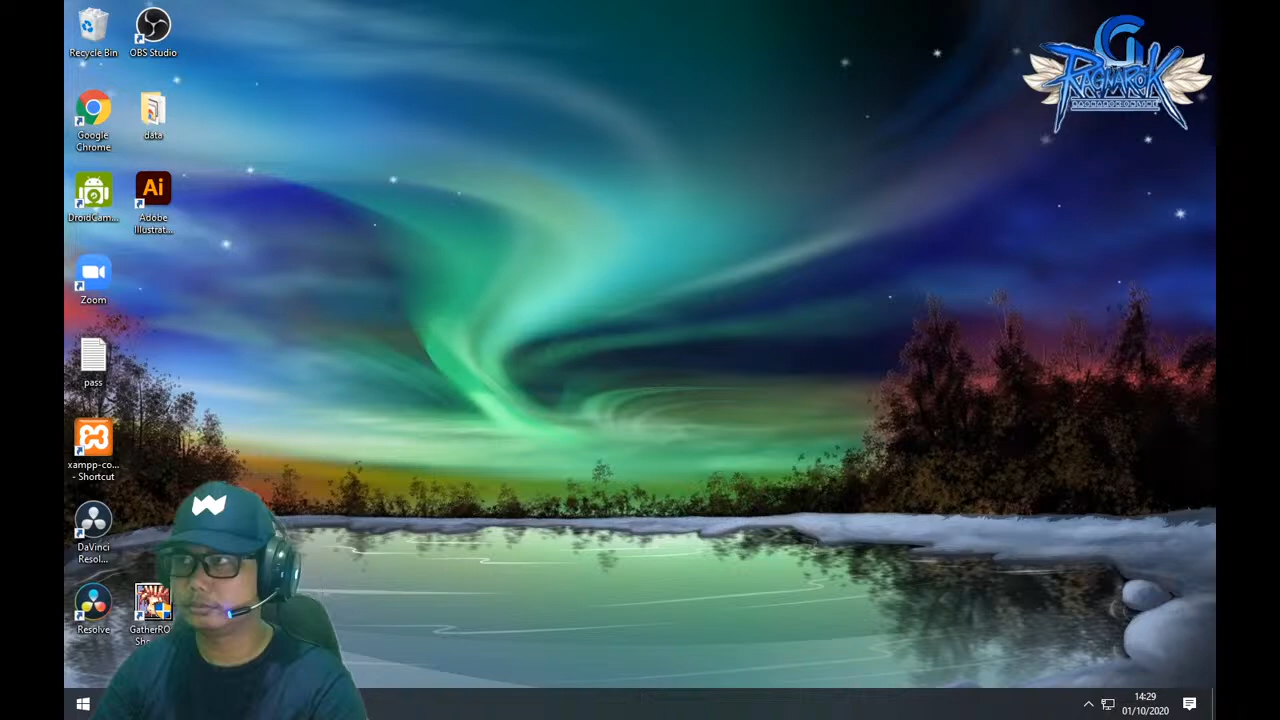 Recycle Bin
OBS Studio
Google
Chrome
data
DroidCam...
Ai
Adobe
Illustrat...
Zoom
pass
xampp-co...
- Shortcut
DaVinci
Resol...
Resolve
GatherRO
G
RAGNAROK
14:29
01/10/2020